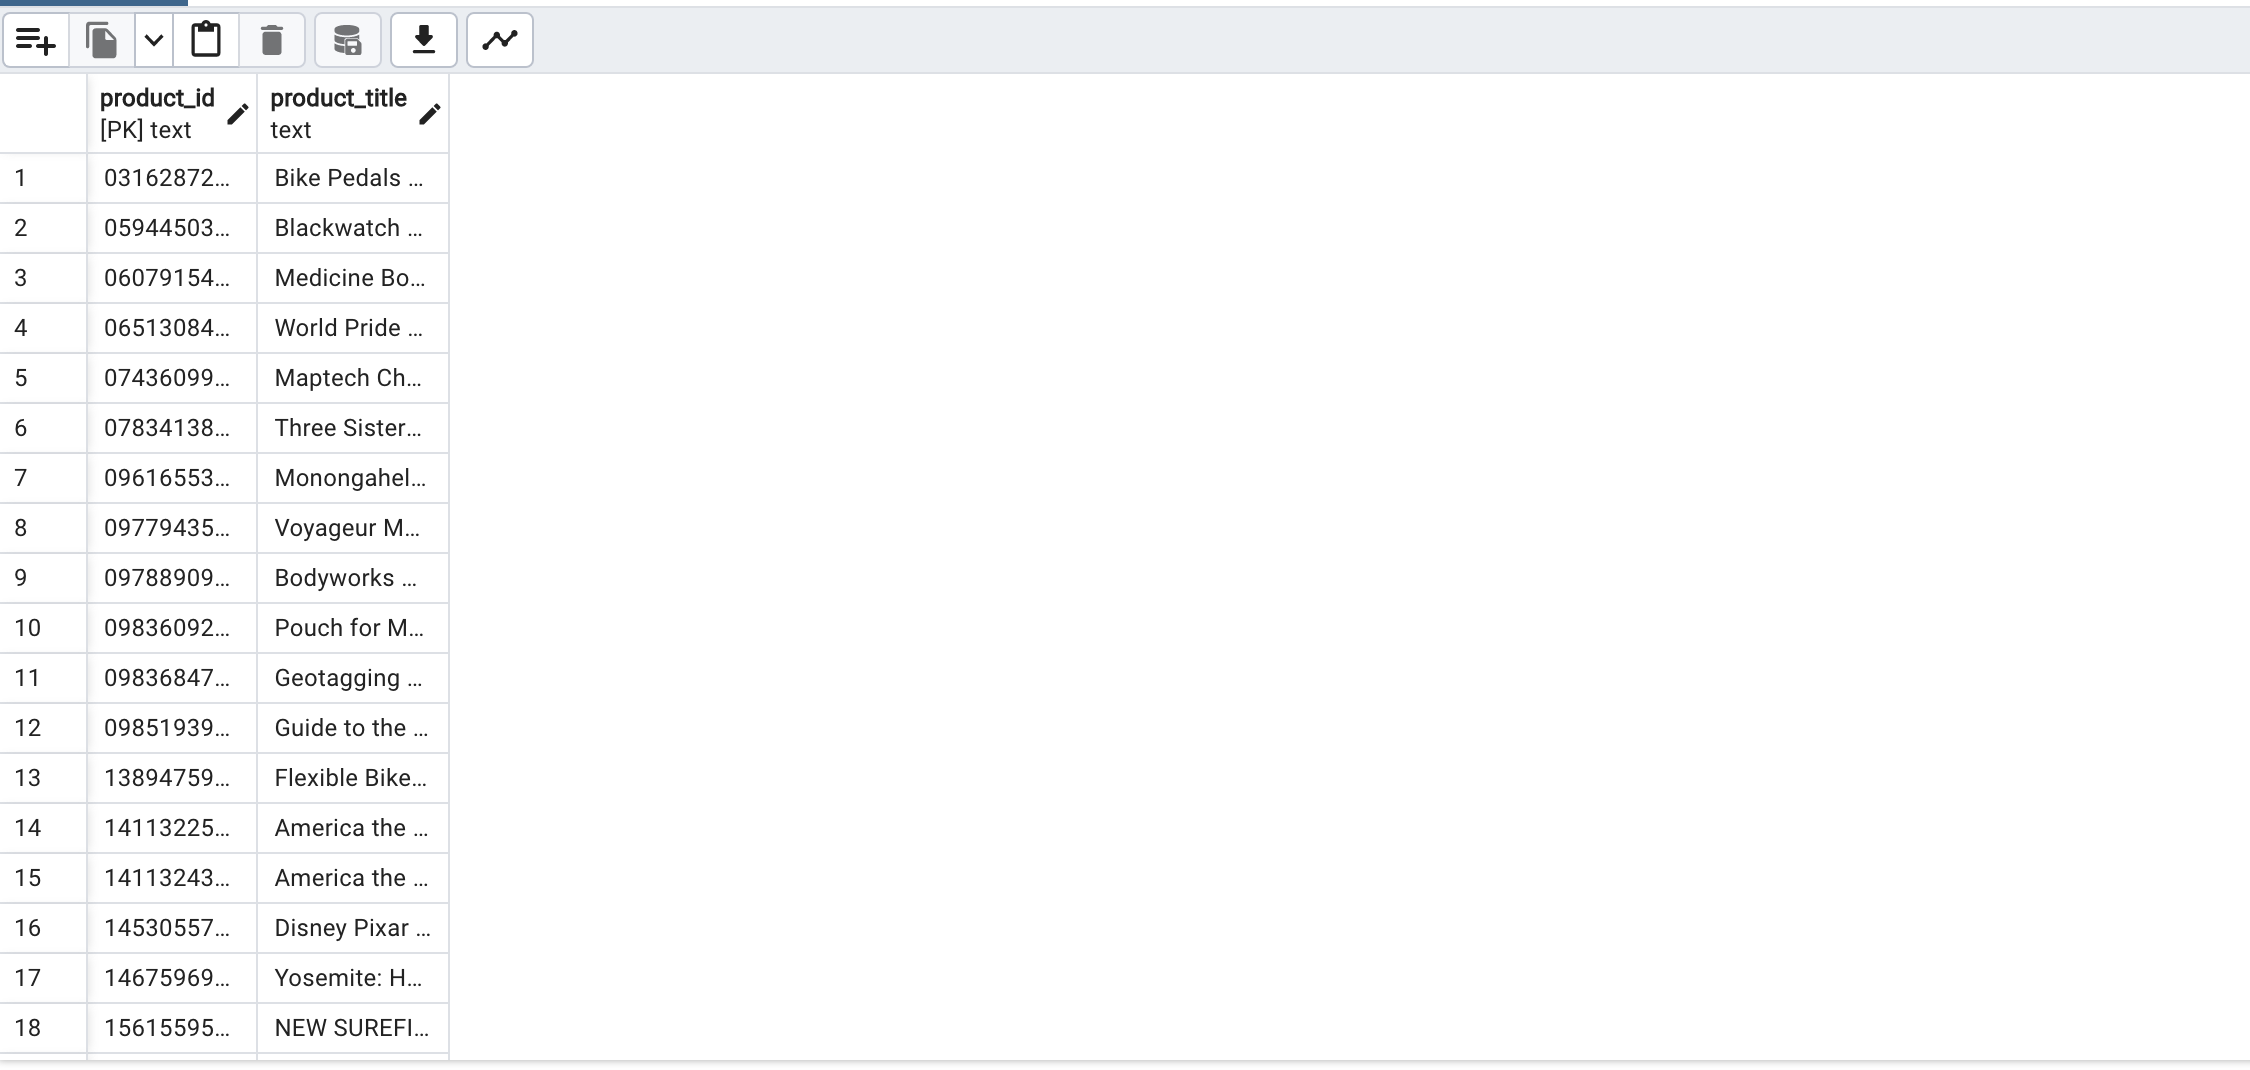 product_id product_title
[PK] text text
1 03162872… Bike Pedals …
2 05944503… Blackwatch …
3 06079154… Medicine Bo…
4 06513084… World Pride …
5 07436099… Maptech Ch…
6 07834138… Three Sister…
7 09616553… Monongahel…
8 09779435… Voyageur M…
9 09788909… Bodyworks …
10 09836092… Pouch for M…
11 09836847… Geotagging …
12 09851939… Guide to the …
13 13894759… Flexible Bike…
14 14113225… America the …
15 14113243… America the …
16 14530557… Disney Pixar …
17 14675969… Yosemite: H…
18 15615595… NEW SUREFI…